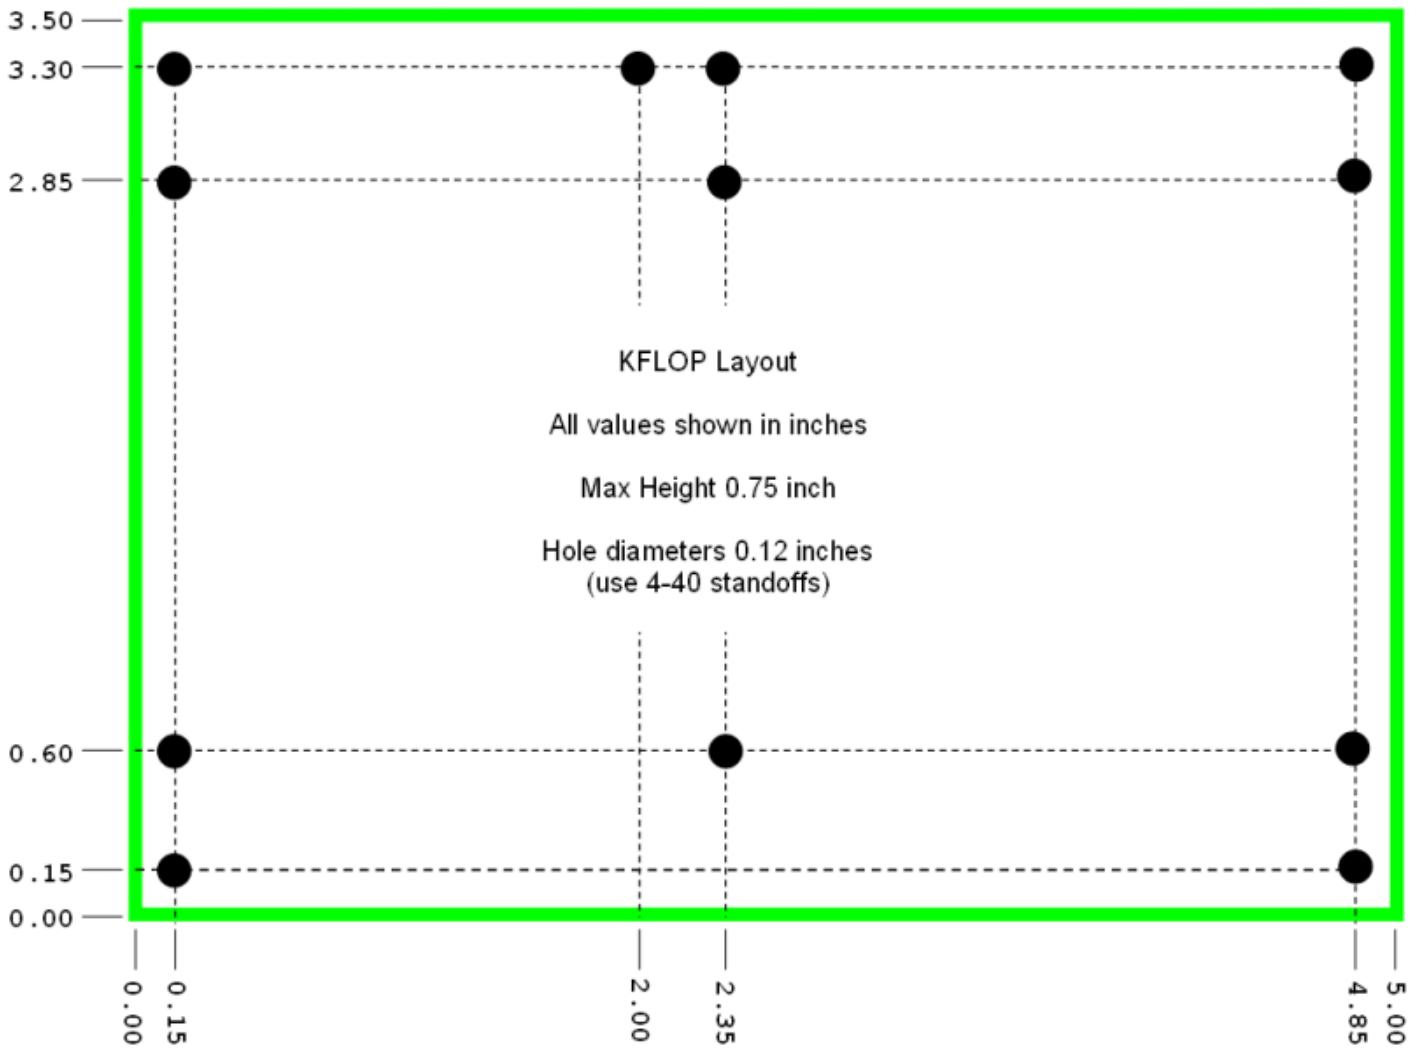 3.50
3.30
2.85
KFLOP Layout
All values shown in inches
Max Height 0.75 inch
Hole diameters 0.12 inches
(use 4-40 standoffs)
0.60
0.15
0.00
0.00
0.15
2.00
2.35
4.85
5.00